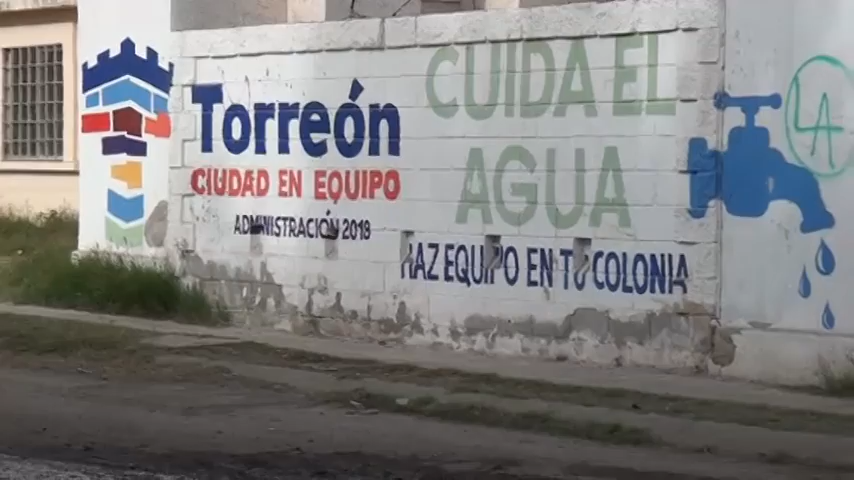 Torreón
CIUDAD EN EQUIPO
ADMINISTRACIÓN 2018
CUIDA EL
AGUA
HAZ EQUIPO EN TU COLONIA
LA